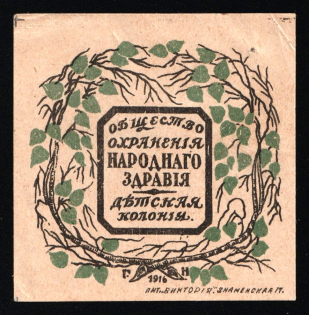 ОБЩЕСТВО
ОХРАНЕНІЯ
НАРОДНАГО
ЗДРАВІЯ
ДѢТСКАЯ
КОЛОНІЯ.
Г. Н
1916
ЛИТ. „ВИКТОРІЯ“. ЗНАМЕНСКАЯ 17.